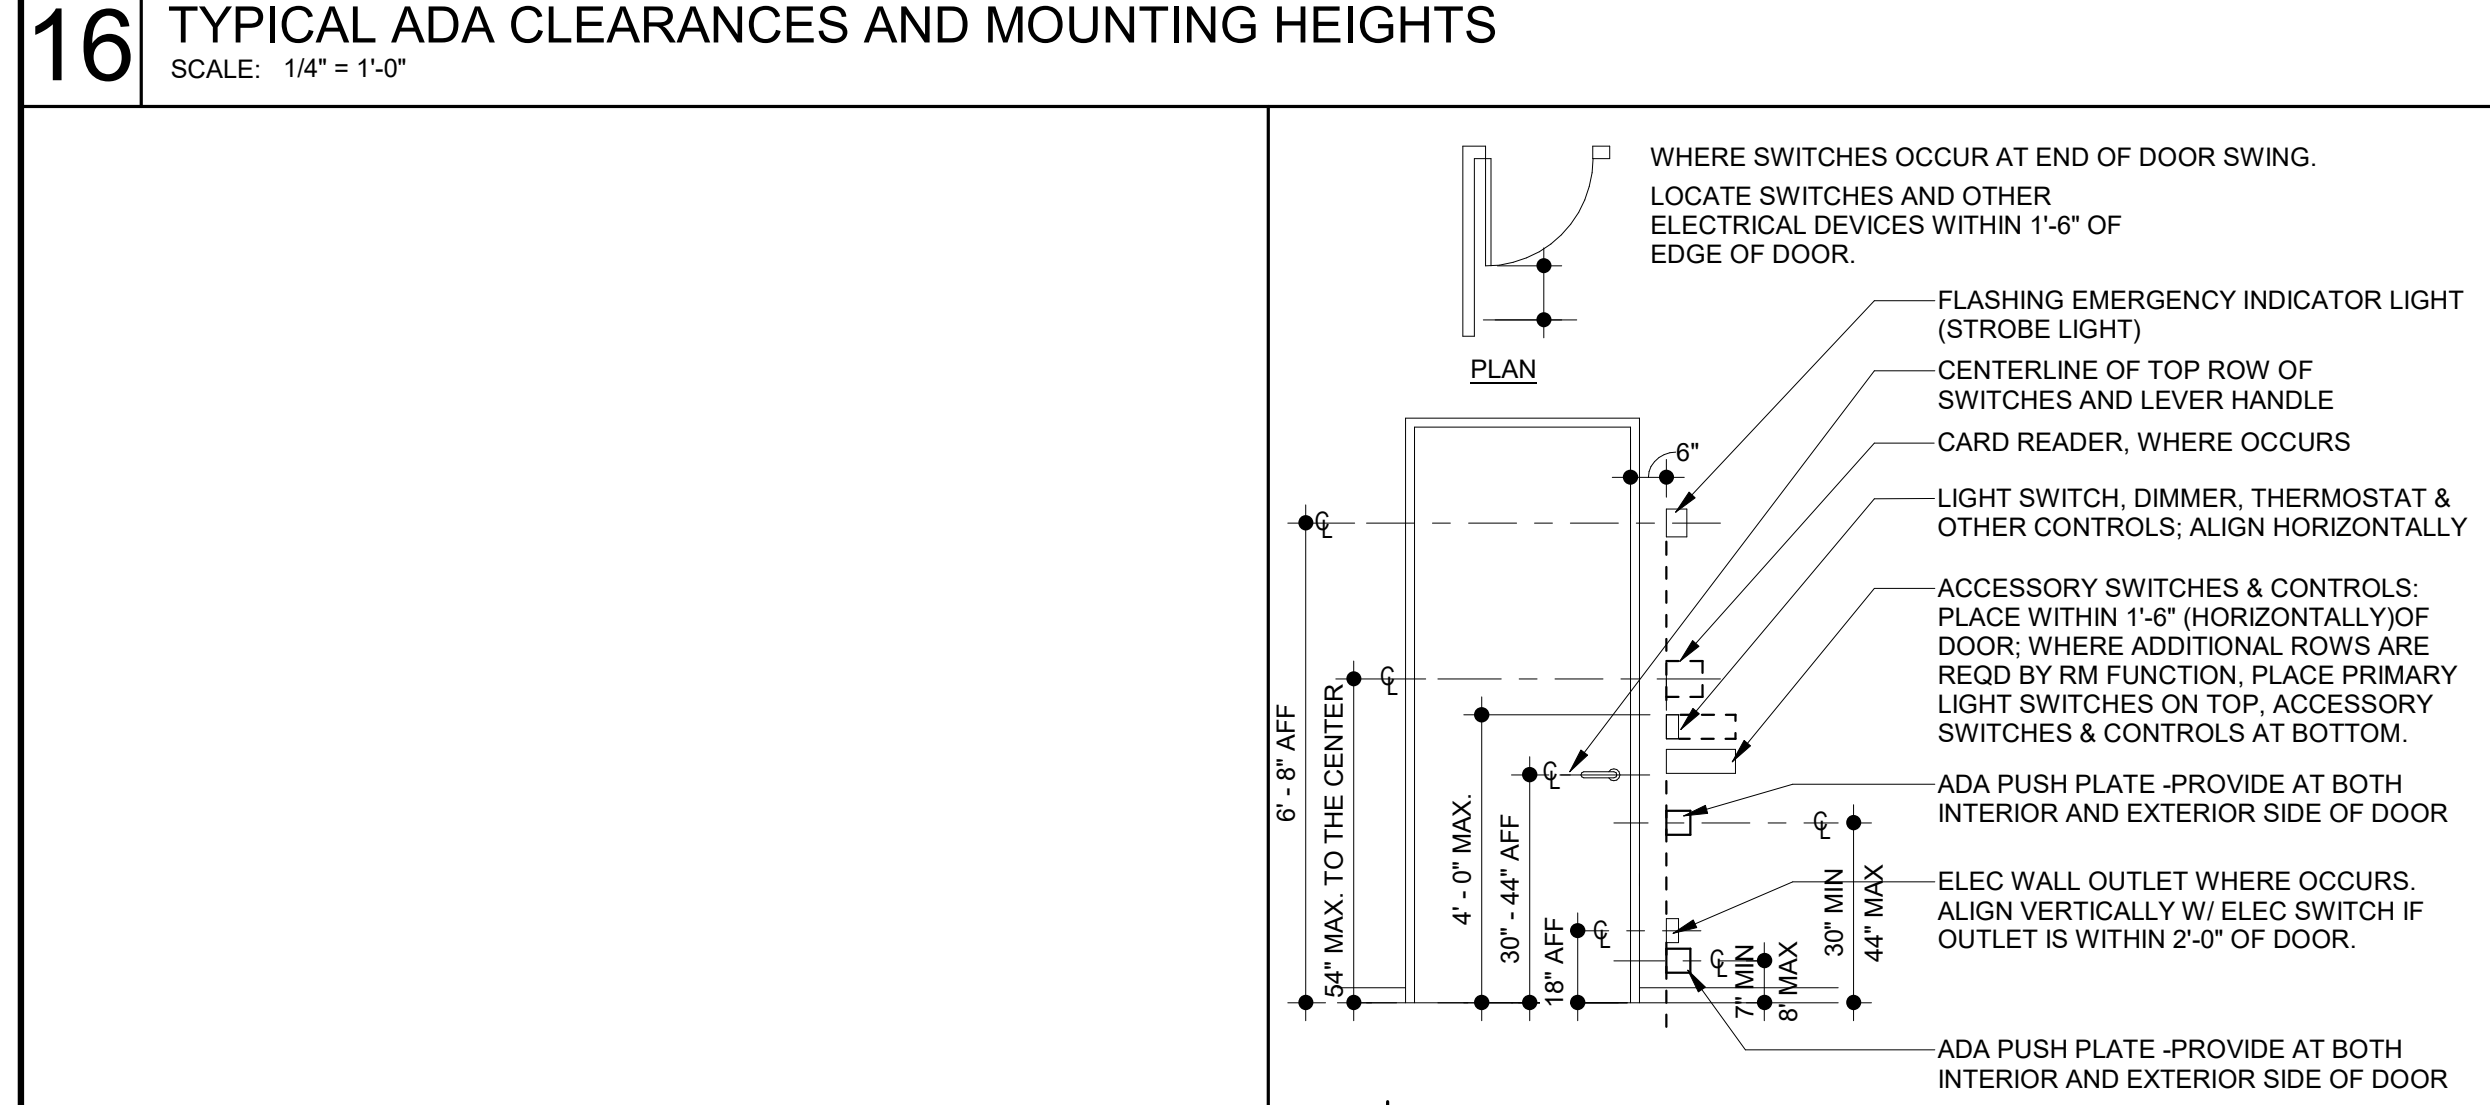 16
TYPICAL ADA CLEARANCES AND MOUNTING HEIGHTS
SCALE: 1/4" = 1'-0"
WHERE SWITCHES OCCUR AT END OF DOOR SWING.
LOCATE SWITCHES AND OTHER
ELECTRICAL DEVICES WITHIN 1'-6" OF
EDGE OF DOOR.
PLAN
FLASHING EMERGENCY INDICATOR LIGHT
(STROBE LIGHT)
CENTERLINE OF TOP ROW OF
SWITCHES AND LEVER HANDLE
CARD READER, WHERE OCCURS
LIGHT SWITCH, DIMMER, THERMOSTAT &
OTHER CONTROLS; ALIGN HORIZONTALLY
ACCESSORY SWITCHES & CONTROLS:
PLACE WITHIN 1'-6" (HORIZONTALLY)OF
DOOR; WHERE ADDITIONAL ROWS ARE
REQD BY RM FUNCTION, PLACE PRIMARY
LIGHT SWITCHES ON TOP, ACCESSORY
SWITCHES & CONTROLS AT BOTTOM.
ADA PUSH PLATE -PROVIDE AT BOTH
INTERIOR AND EXTERIOR SIDE OF DOOR
ELEC WALL OUTLET WHERE OCCURS.
ALIGN VERTICALLY W/ ELEC SWITCH IF
OUTLET IS WITHIN 2'-0" OF DOOR.
ADA PUSH PLATE -PROVIDE AT BOTH
INTERIOR AND EXTERIOR SIDE OF DOOR
6"
℄
℄
℄
℄
℄
℄
6' - 8" AFF
54" MAX. TO THE CENTER
4' - 0" MAX.
30" - 44" AFF
18" AFF
7" MIN
8" MAX
30" MIN
44" MAX